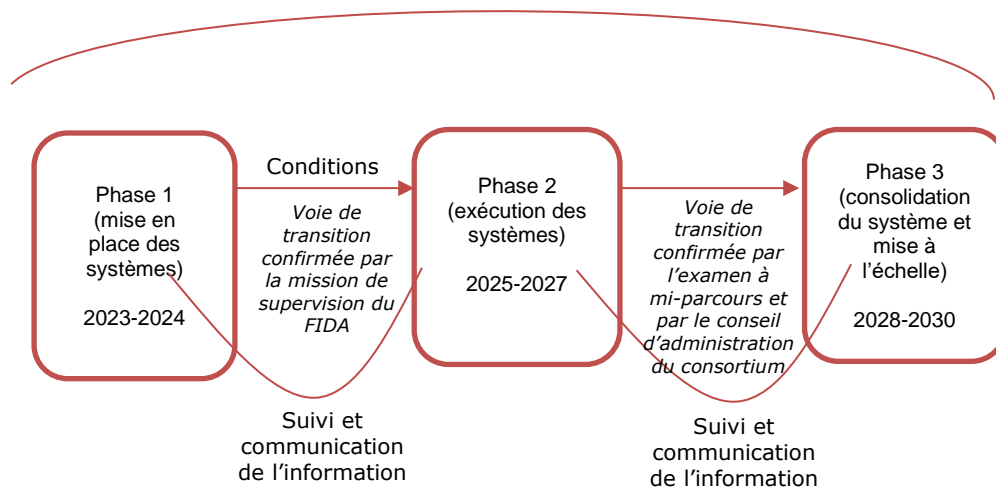 Phase 1
(mise en
place des
systèmes)
2023-2024
Conditions
Voie de
transition
confirmée par
la mission de
supervision du
FIDA
Suivi et
communication
de l'information
Phase 2
(exécution des
systèmes)
2025-2027
Voie de
transition
confirmée par
l'examen à
mi-parcours et
par le conseil
d'administration
du consortium
Suivi et
communication
de l'information
Phase 3
(consolidation
du système et
mise à
l'échelle)
2028-2030